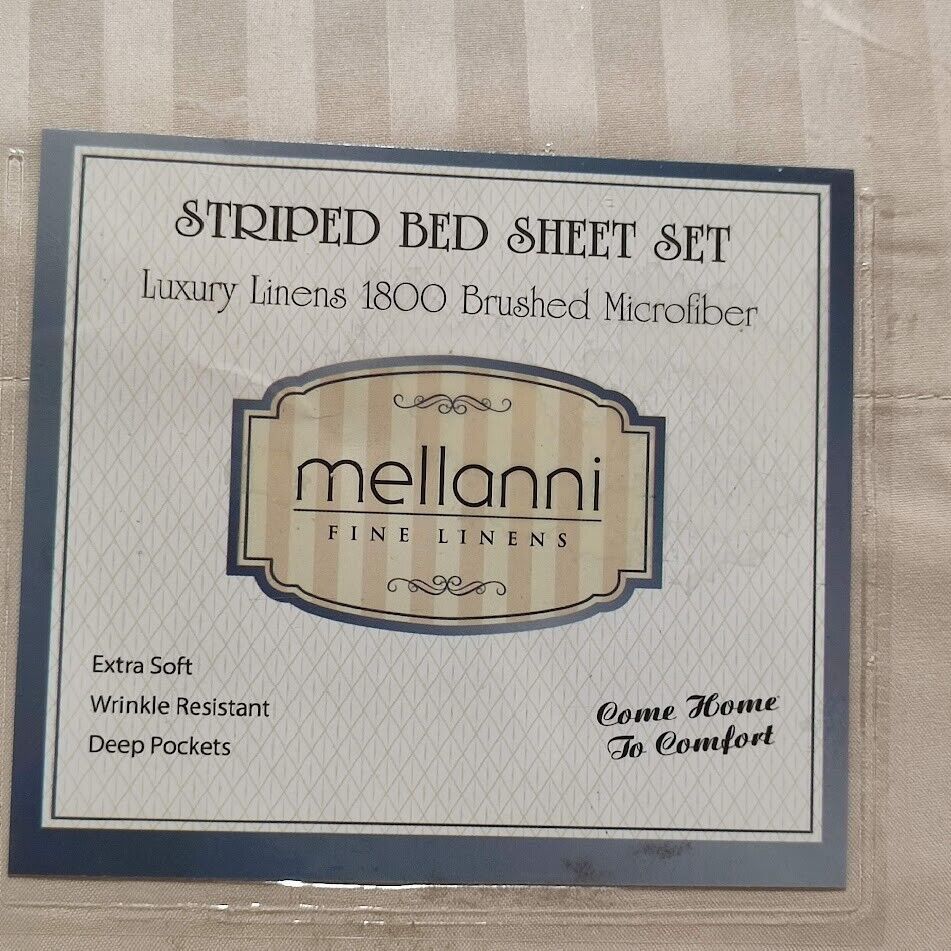 STRIPED BED SHEET SET
Luxury Linens 1800 Brushed Microfiber
mellanni
FINE LINENS
Extra Soft
Wrinkle Resistant
Deep Pockets
Come Home
To Comfort